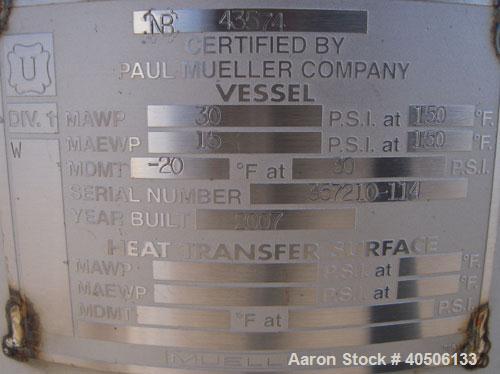 NB 43574
CERTIFIED BY
PAUL MUELLER COMPANY
VESSEL
U
DIV. 1
W
MAWP 30 P.S.I. at 150 °F.
MAEWP 15 P.S.I. at 150 °F.
MDMT -20 °F at 30 P.S.I.
SERIAL NUMBER 357210-114
YEAR BUILT 2007
HEAT TRANSFER SURFACE
MAWP P.S.I. at °F.
MAEWP P.S.I. at °F.
MDMT °F at P.S.I.
MUELL
Aaron Stock # 40506133